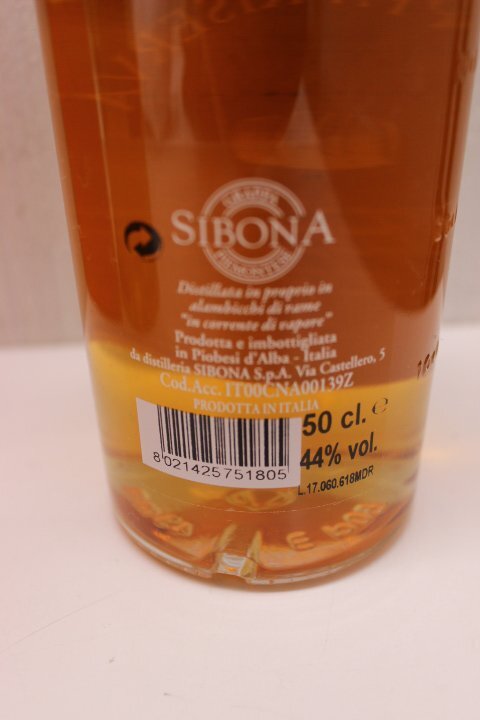 SIBONA
PIEMONTESE
Distillata in proprio in
alambicchi di rame
"in corrente di vapore"
Prodotta e imbottigliata
in Piobesi d'Alba - Italia
da distilleria SIBONA S.p.A. Via Castellero, 5
Cod.Acc. IT00CNA00139Z
PRODOTTA IN ITALIA
50 cl. e
44% vol.
8 021425 751805
L.17.060.618MDR